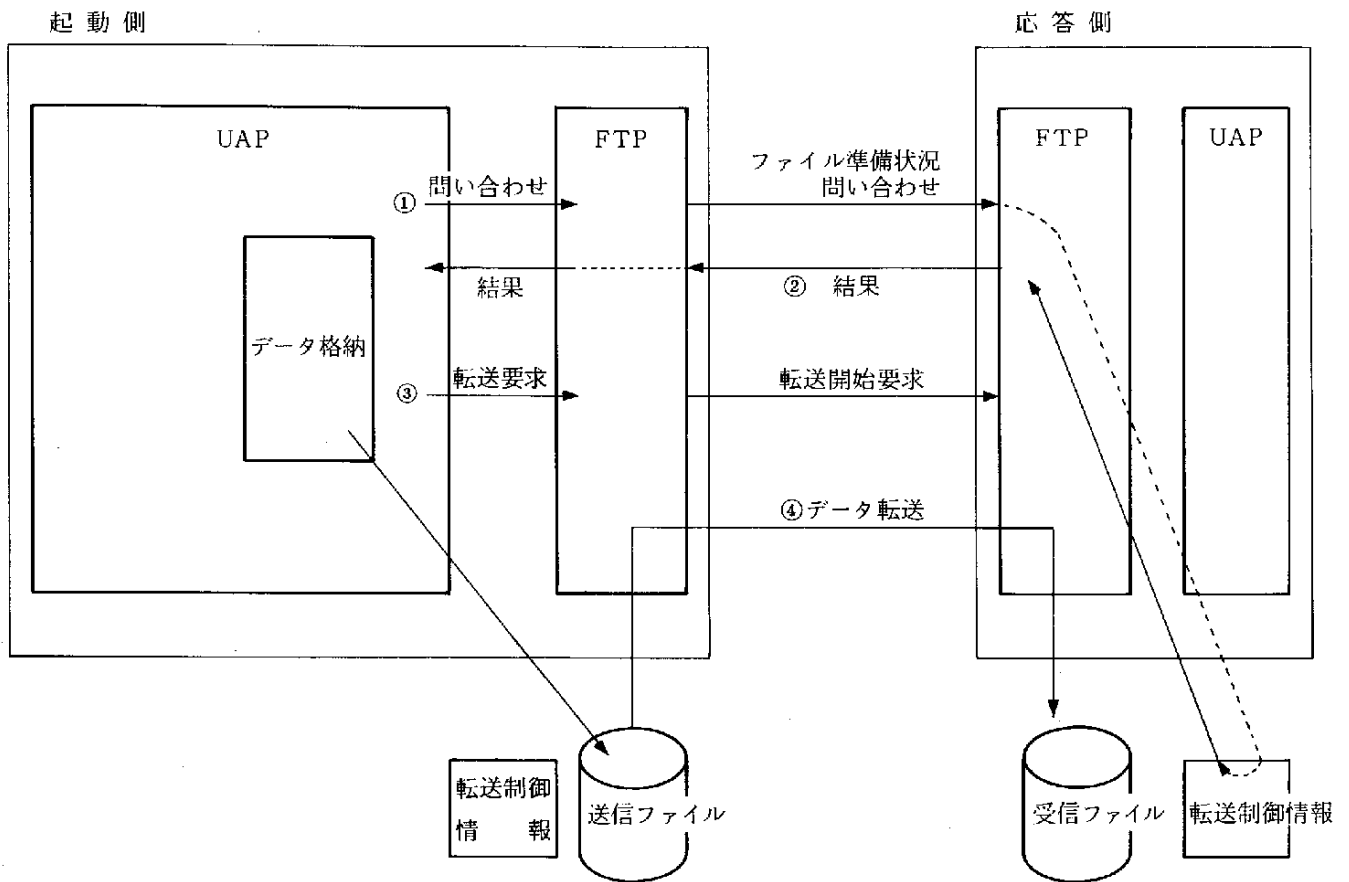 起動側
応答側
UAP
FTP
FTP
UAP
ファイル準備状況
問い合わせ
①
問い合わせ
結果
② 結果
データ格納
③
転送要求
転送開始要求
④データ転送
転送制御
情報
送信ファイル
受信ファイル
転送制御情報